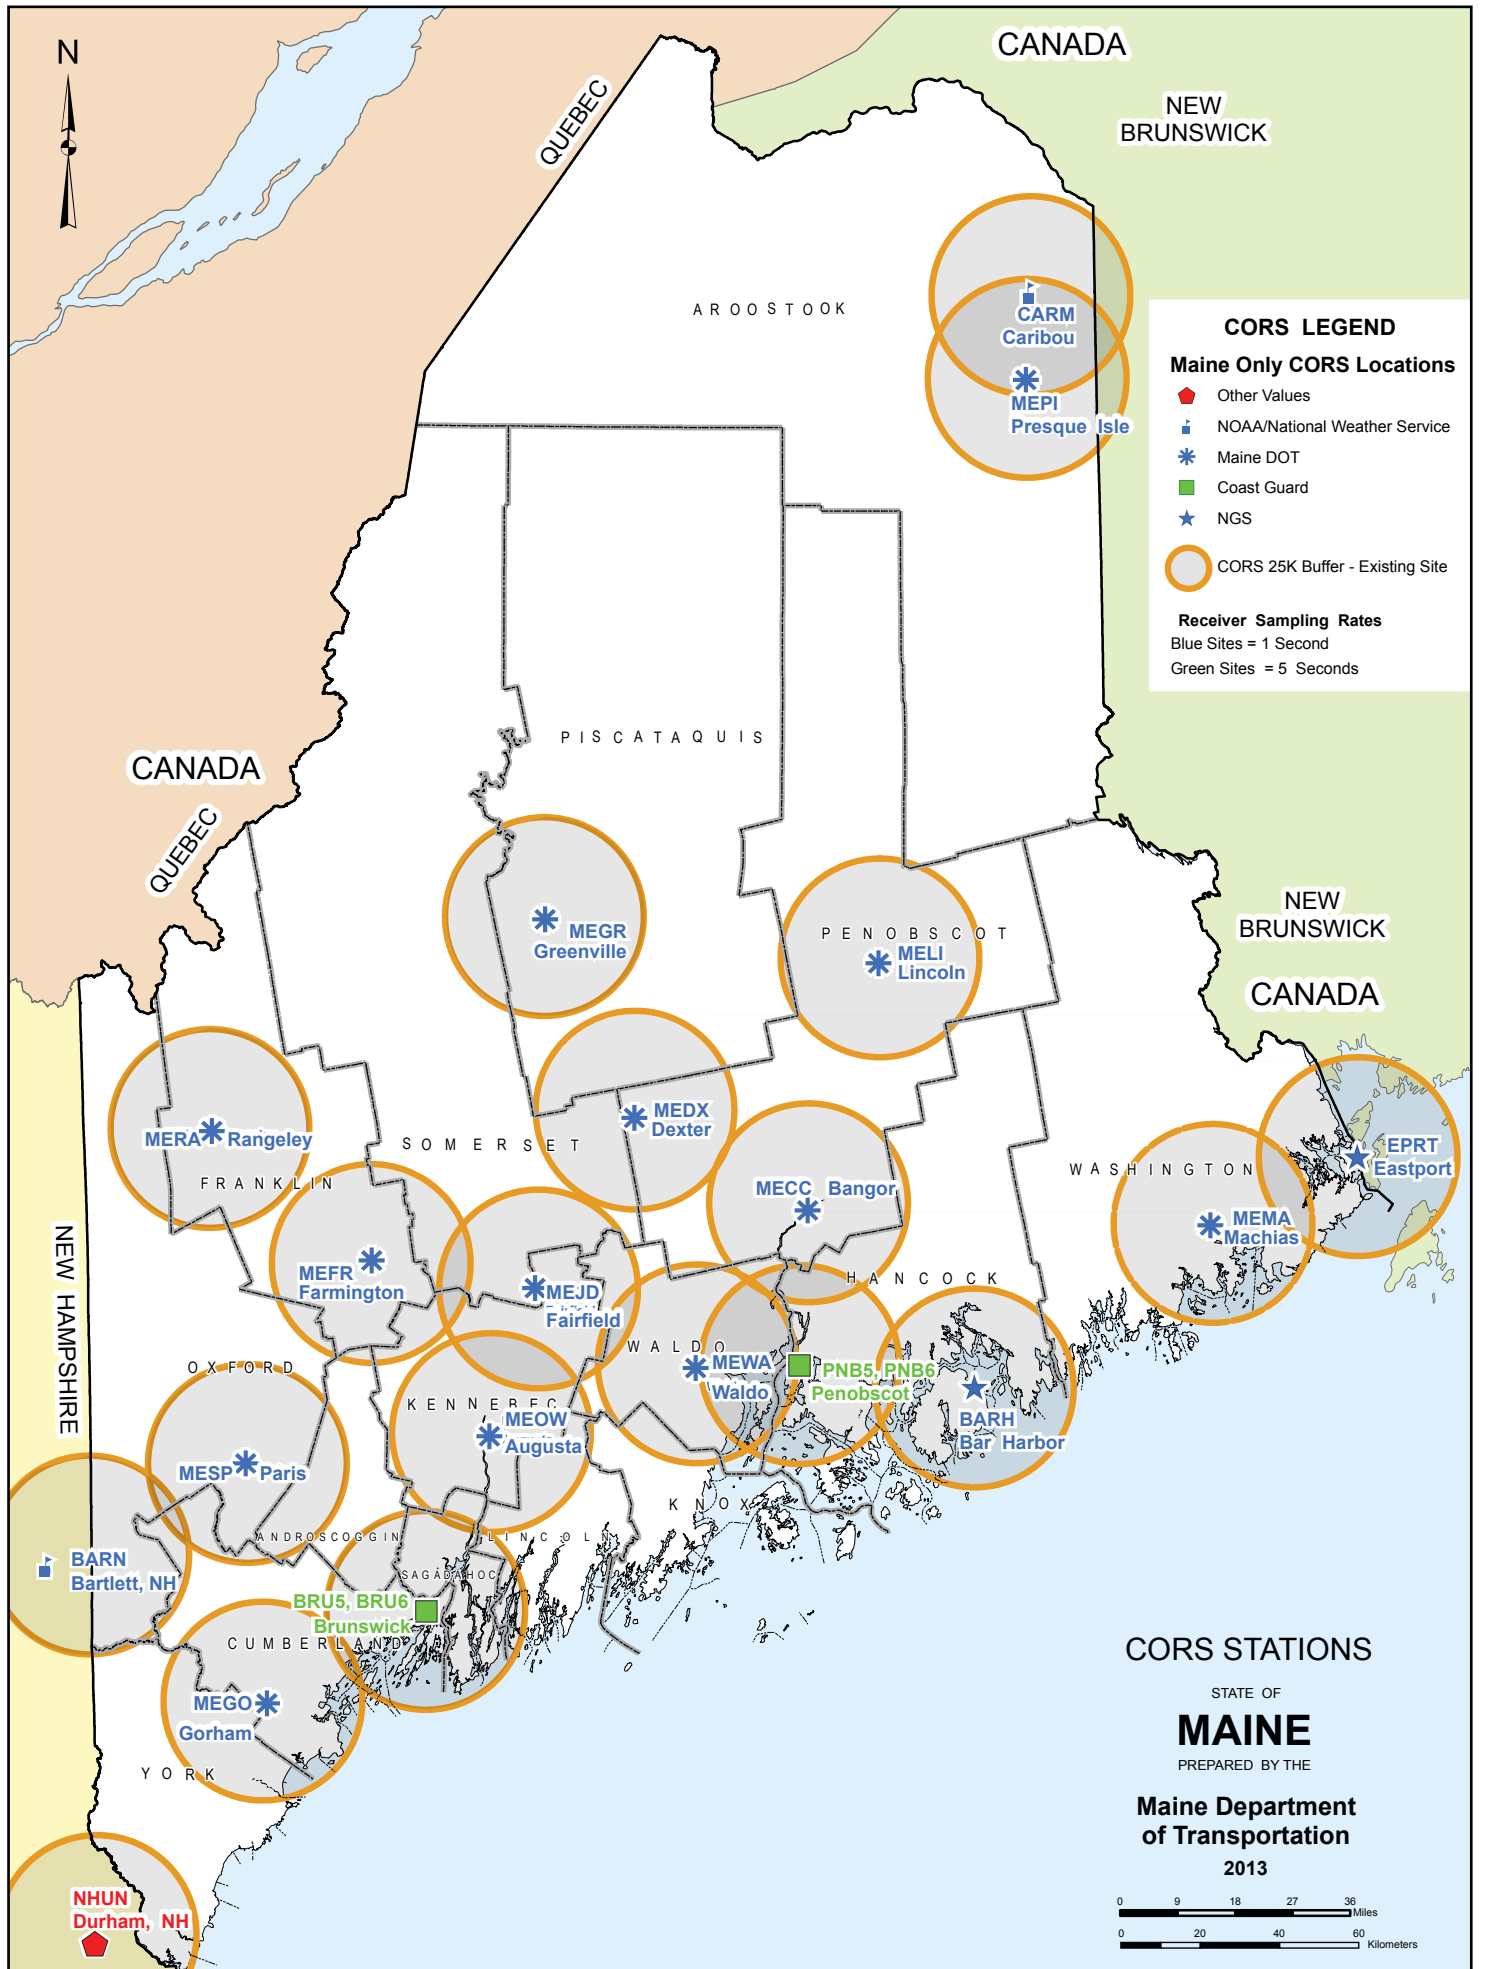 N
CANADA
QUEBEC
NEW
BRUNSWICK
AROOSTOOK
CARM
Caribou
MEPI
Presque Isle
CORS LEGEND
Maine Only CORS Locations
Other Values
NOAA/National Weather Service
Maine DOT
Coast Guard
NGS
CORS 25K Buffer - Existing Site
Receiver Sampling Rates
Blue Sites = 1 Second
Green Sites = 5 Seconds
PISCATAQUIS
CANADA
QUEBEC
MEGR
Greenville
PENOBSCOT
MELI
Lincoln
NEW
BRUNSWICK
CANADA
MERA Rangeley
FRANKLIN
SOMERSET
MEDX
Dexter
MECC Bangor
WASHINGTON
EPRT
Eastport
MEMA
Machias
NEW HAMPSHIRE
MEFR
Farmington
MEJD
Fairfield
HANCOCK
OXFORD
WALDO
MEWA
Waldo
PNB5, PNB6
Penobscot
BARH
Bar Harbor
KENNEBEC
MEOW
Augusta
MESP Paris
KNOX
ANDROSCOGGIN
LINCOLN
BARN
Bartlett, NH
SAGADAHOC
BRU5, BRU6
Brunswick
CUMBERLAND
MEGO
Gorham
YORK
NHUN
Durham, NH
CORS STATIONS
STATE OF
MAINE
PREPARED BY THE
Maine Department
of Transportation
2013
0 9 18 27 36
Miles
0 20 40 60
Kilometers